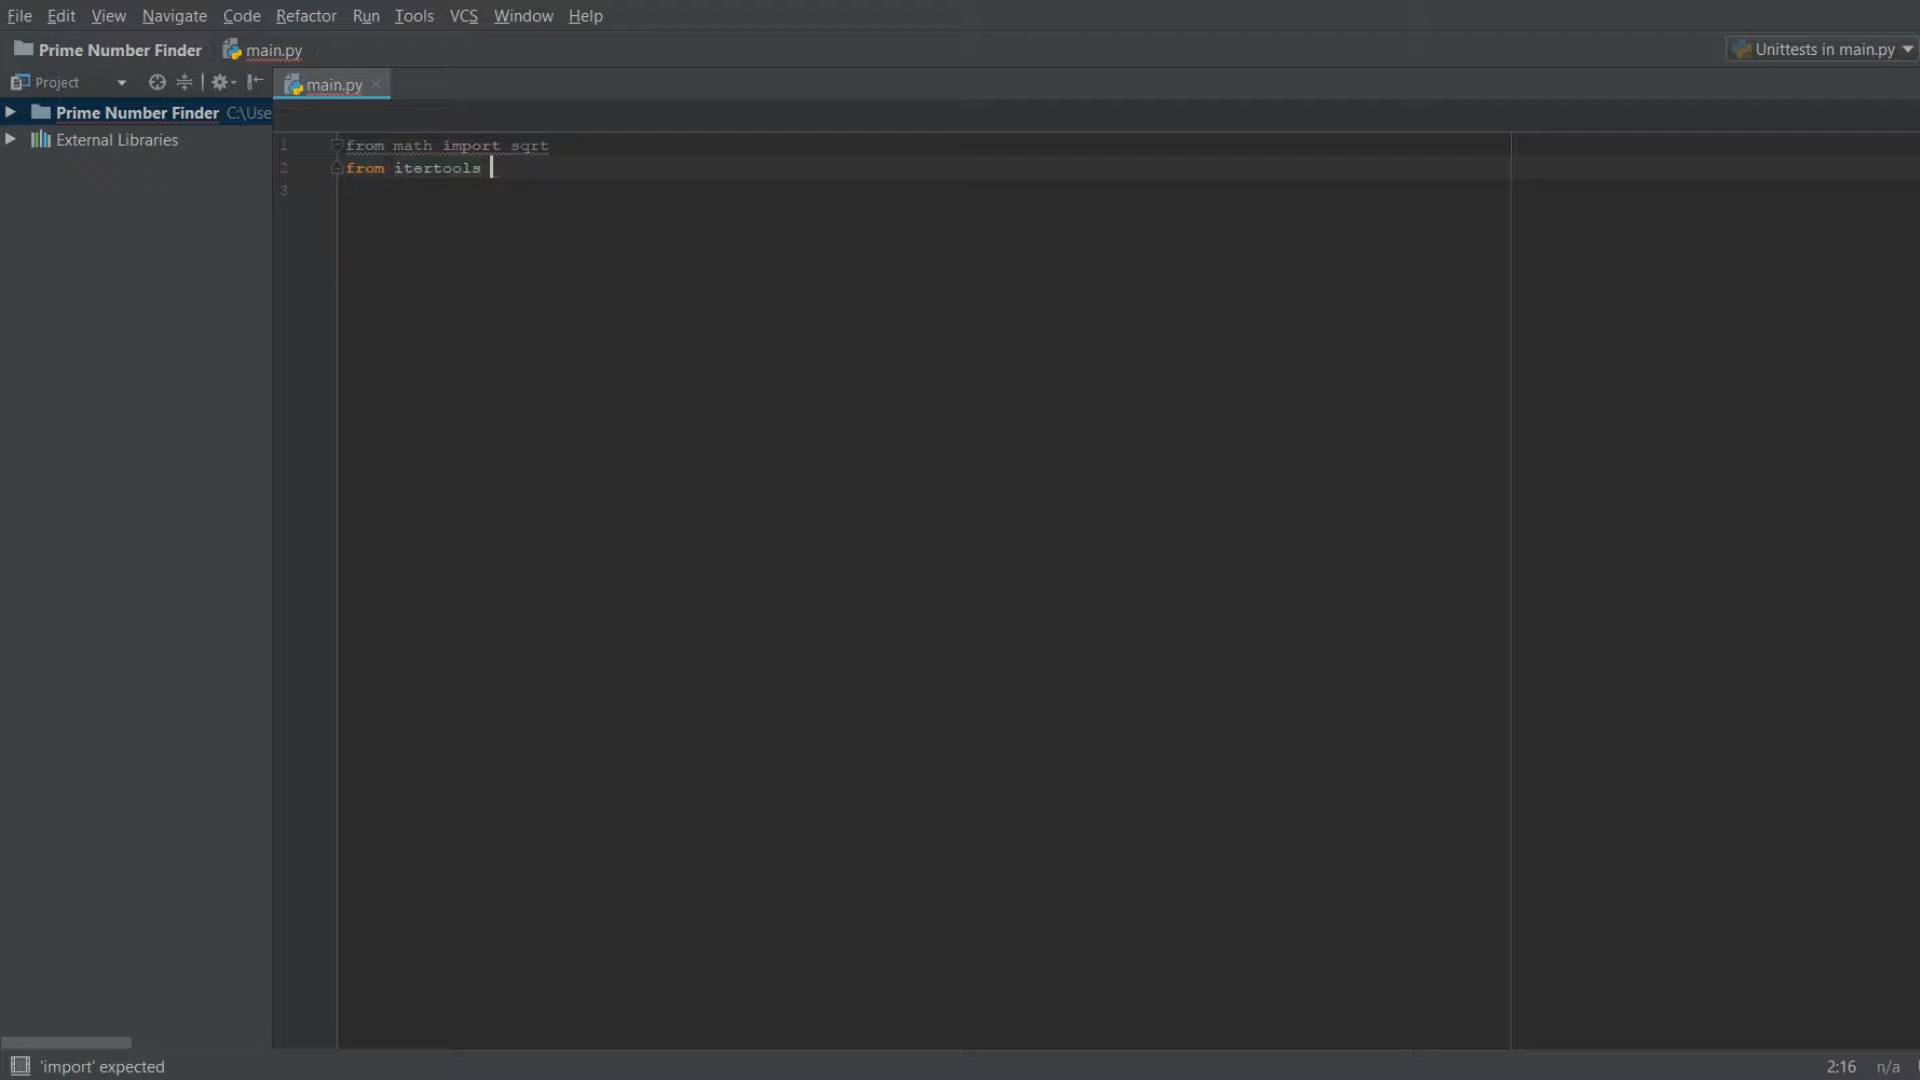 File Edit View Navigate Code Refactor Run Tools VCS Window Help
Prime Number Finder main.py Unittests in main.py
Project main.py
Prime Number Finder C:\Use
External Libraries
1 from math import sqrt
2 from itertools
3
'import' expected 2:16 n/a